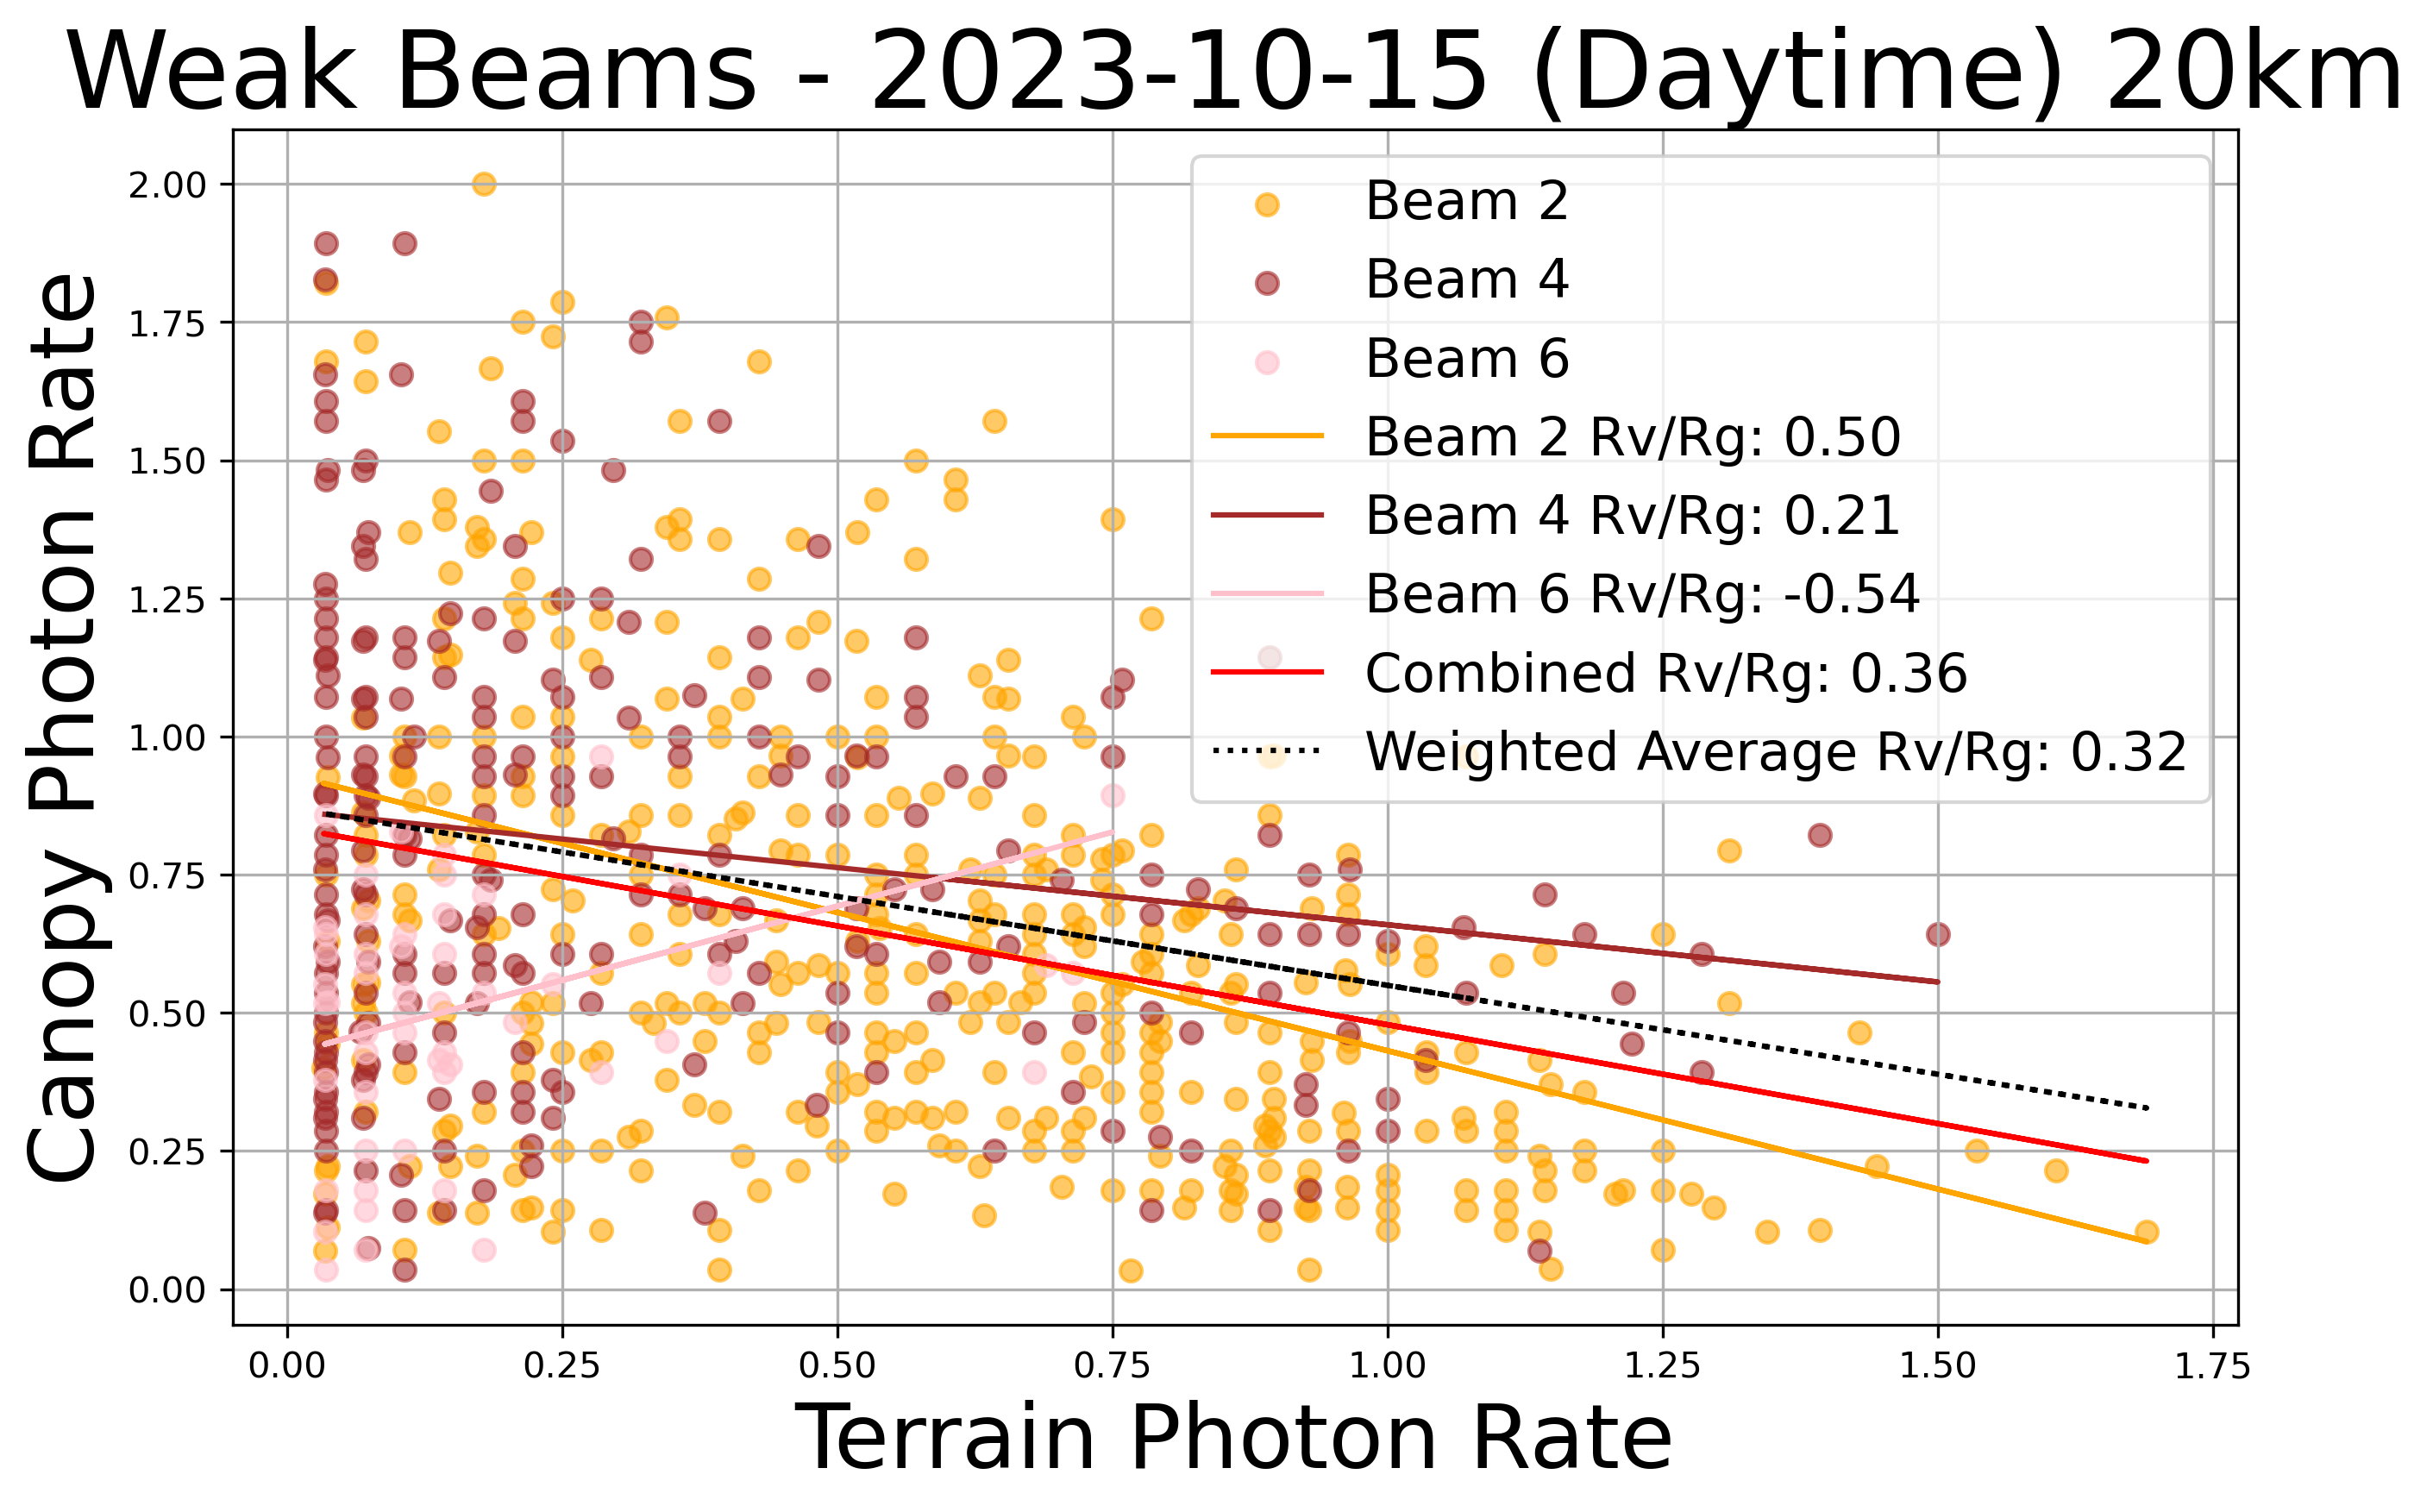 Weak Beams - 2023-10-15 (Daytime) 20km
Canopy Photon Rate
2.00
1.75
1.50
1.25
1.00
0.75
0.50
0.25
0.00
Beam 2
Beam 4
Beam 6
Beam 2 Rv/Rg: 0.50
Beam 4 Rv/Rg: 0.21
Beam 6 Rv/Rg: -0.54
Combined Rv/Rg: 0.36
Weighted Average Rv/Rg: 0.32
0.00 0.25 0.50 0.75 1.00 1.25 1.50 1.75
Terrain Photon Rate